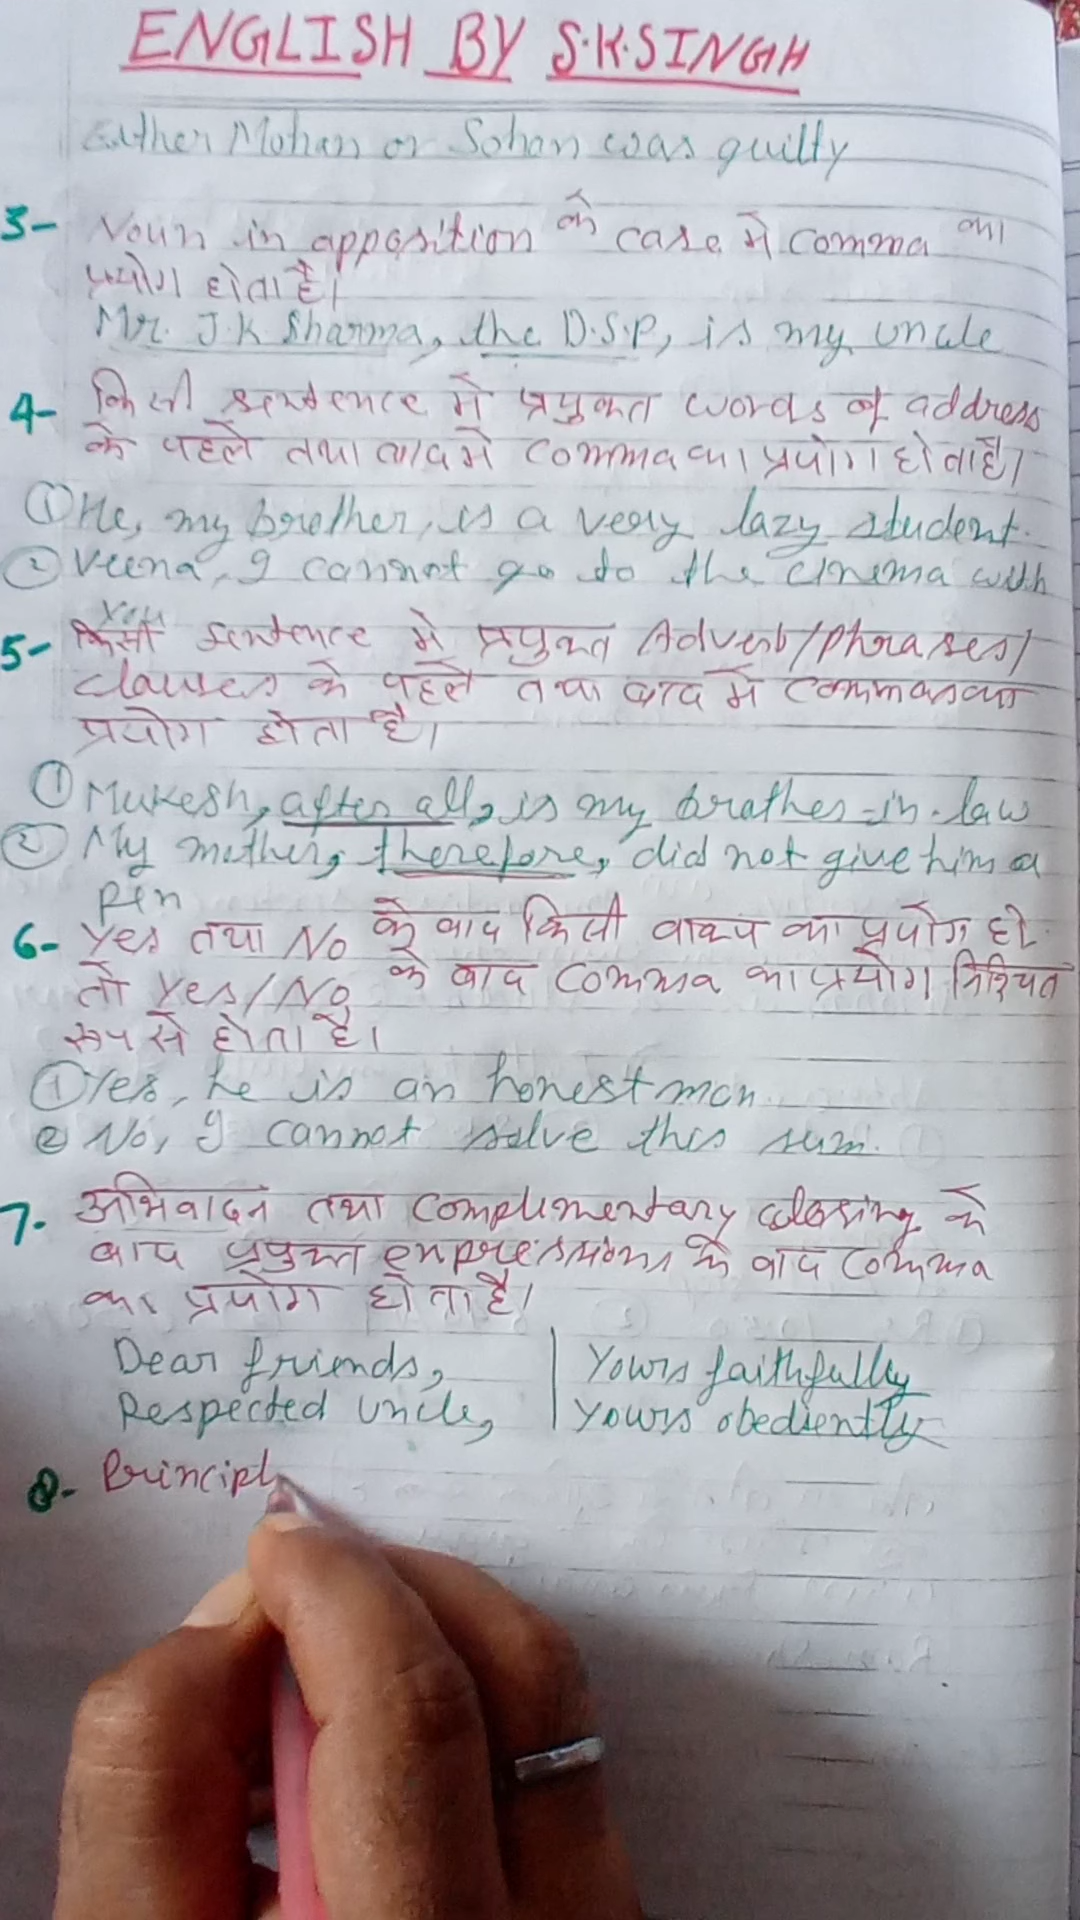 ENGLISH BY S.K.SINGH
Either Mohan or Sohan was guilty
3- Noun in apposition के case में comma का
प्रयोग होता है।
Mr. J.K Sharma, the D.S.P, is my uncle
4- किसी sentence में प्रयुक्त words of address
के पहले तथा बाद में comma का प्रयोग होता है।
① He, my brother, is a very lazy student.
② Veena, I cannot go to the cinema with
you
5- किसी sentence में प्रयुक्त Adverb/phrases/
clauses के पहले तथा बाद में commas का
प्रयोग होता है।
① Mukesh, after all, is my brother-in-law
② My mother, therefore, did not give him a
pen
6- Yes तथा No के बाद किसी वाक्य का प्रयोग हो
तो Yes/No के बाद comma का प्रयोग निश्चित
रूप से होता है।
① Yes, he is an honest man.
② No, I cannot solve this sum.
7. अभिवादन तथा complimentary closing के
बाद प्रयुक्त expressions के बाद comma
का प्रयोग होता है।
Dear friends, | Yours faithfully
Respected Uncle, | Yours obediently
8- Principl